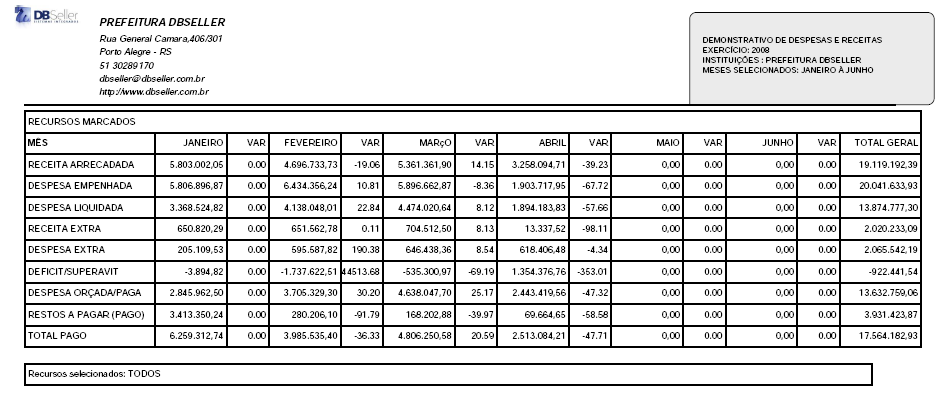 DBSeller
SISTEMAS INTEGRADOS
PREFEITURA DBSELLER
Rua General Camara,406/301
Porto Alegre - RS
51 30289170
dbseller@dbseller.com.br
http://www.dbseller.com.br
DEMONSTRATIVO DE DESPESAS E RECEITAS
EXERCÍCIO: 2008
INSTITUIÇÕES : PREFEITURA DBSELLER
MESES SELECIONADOS: JANEIRO À JUNHO
RECURSOS MARCADOS
MÊS JANEIRO VAR FEVEREIRO VAR MARçO VAR ABRIL VAR MAIO VAR JUNHO VAR TOTAL GERAL
RECEITA ARRECADADA 5.803.002,05 0.00 4.696.733,73 -19.06 5.361.361,90 14.15 3.258.094,71 -39.23 0,00 0.00 0,00 0.00 19.119.192,39
DESPESA EMPENHADA 5.806.896,87 0.00 6.434.356,24 10.81 5.896.662,87 -8.36 1.903.717,95 -67.72 0,00 0.00 0,00 0.00 20.041.633,93
DESPESA LIQUIDADA 3.368.524,82 0.00 4.138.048,01 22.84 4.474.020,64 8.12 1.894.183,83 -57.66 0,00 0.00 0,00 0.00 13.874.777,30
RECEITA EXTRA 650.820,29 0.00 651.562,78 0.11 704.512,50 8.13 13.337,52 -98.11 0,00 0.00 0,00 0.00 2.020.233,09
DESPESA EXTRA 205.109,53 0.00 595.587,82 190.38 646.438,36 8.54 618.406,48 -4.34 0,00 0.00 0,00 0.00 2.065.542,19
DEFICIT/SUPERAVIT -3.894,82 0.00 -1.737.622,51 44513.68 -535.300,97 -69.19 1.354.376,76 -353.01 0,00 0.00 0,00 0.00 -922.441,54
DESPESA ORÇADA/PAGA 2.845.962,50 0.00 3.705.329,30 30.20 4.638.047,70 25.17 2.443.419,56 -47.32 0,00 0.00 0,00 0.00 13.632.759,06
RESTOS A PAGAR (PAGO) 3.413.350,24 0.00 280.206,10 -91.79 168.202,88 -39.97 69.664,65 -58.58 0,00 0.00 0,00 0.00 3.931.423,87
TOTAL PAGO 6.259.312,74 0.00 3.985.535,40 -36.33 4.806.250,58 20.59 2.513.084,21 -47.71 0,00 0.00 0,00 0.00 17.564.182,93
Recursos selecionados: TODOS